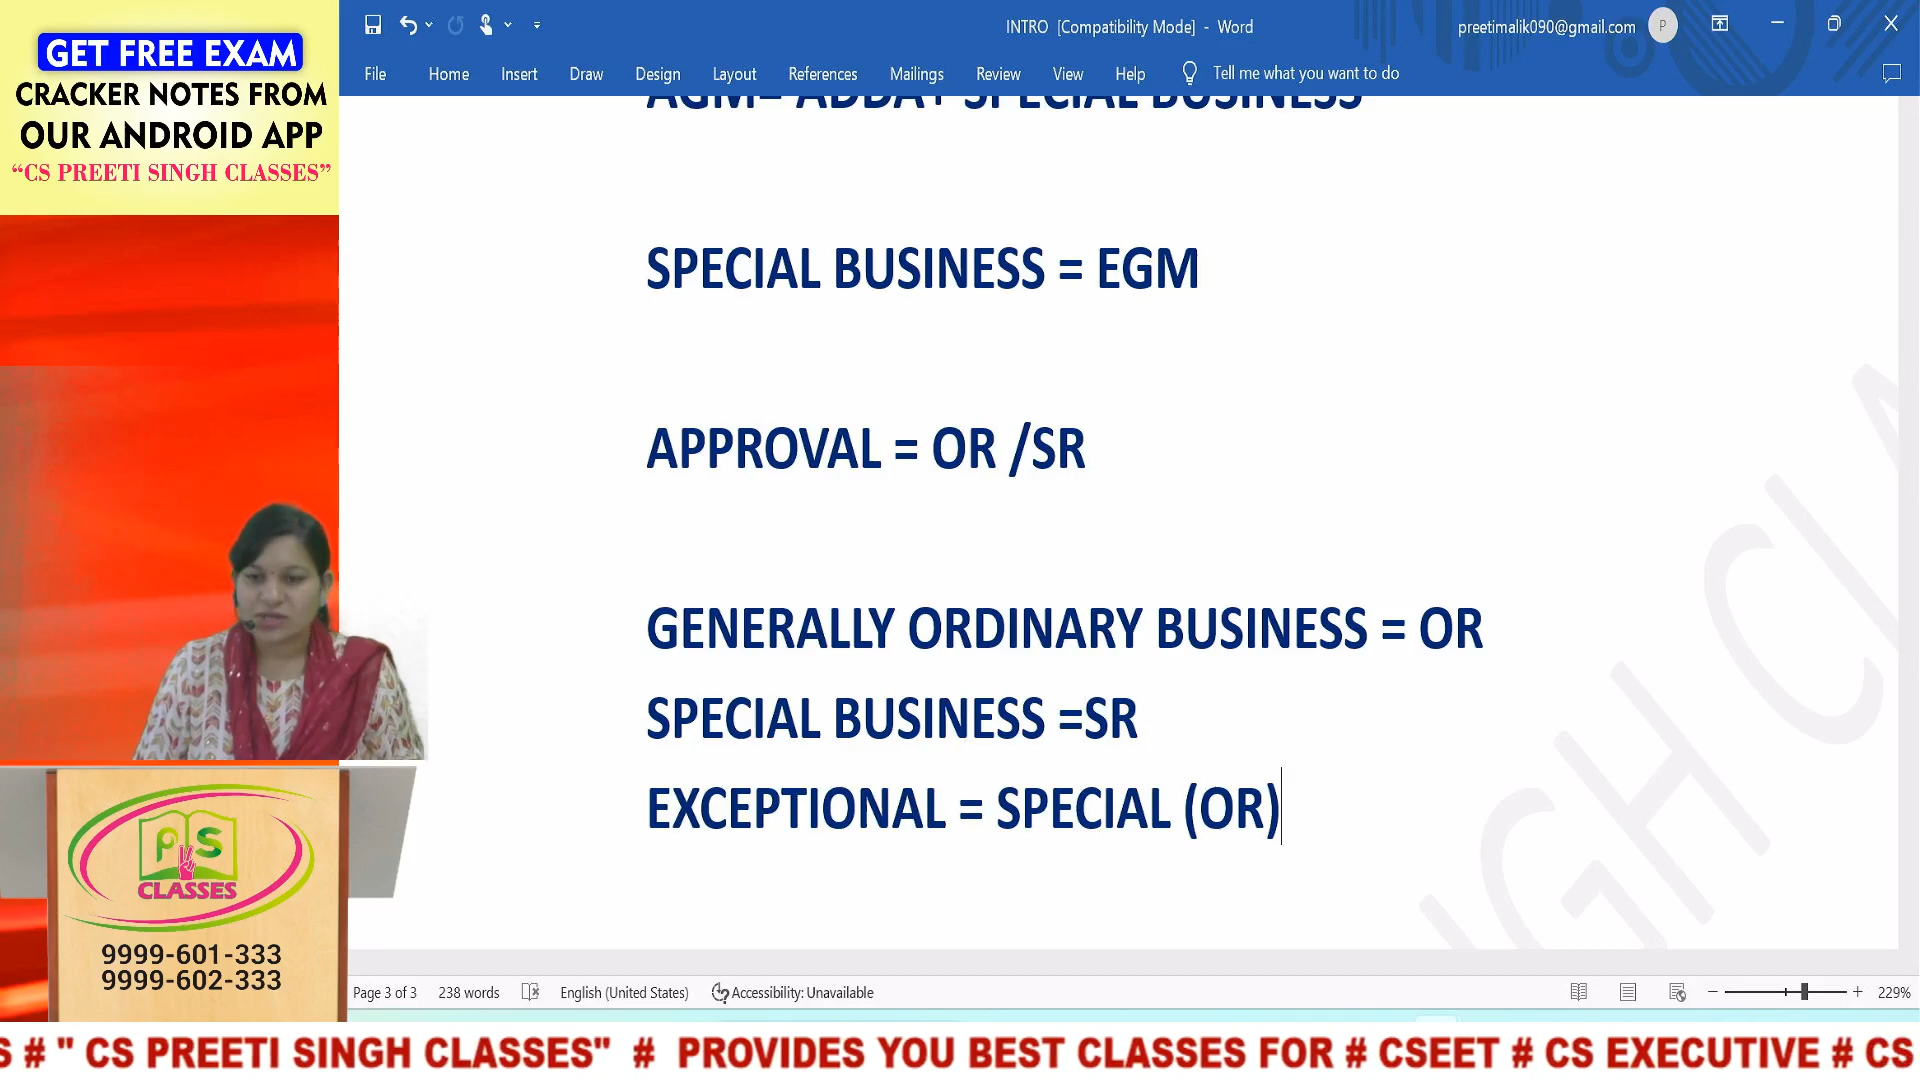 GET FREE EXAM
CRACKER NOTES FROM
OUR ANDROID APP
“CS PREETI SINGH CLASSES”
INTRO [Compatibility Mode] - Word
preetimalik090@gmail.com
P
File Home Insert Draw Design Layout References Mailings Review View Help Tell me what you want to do
AGM= ADDA+ SPECIAL BUSINESS
SPECIAL BUSINESS = EGM
APPROVAL = OR /SR
GENERALLY ORDINARY BUSINESS = OR
SPECIAL BUSINESS =SR
EXCEPTIONAL = SPECIAL (OR)
NGH CLA
PS
CLASSES
9999-601-333
9999-602-333
Page 3 of 3 238 words English (United States) Accessibility: Unavailable 229%
S # " CS PREETI SINGH CLASSES" # PROVIDES YOU BEST CLASSES FOR # CSEET # CS EXECUTIVE # CS